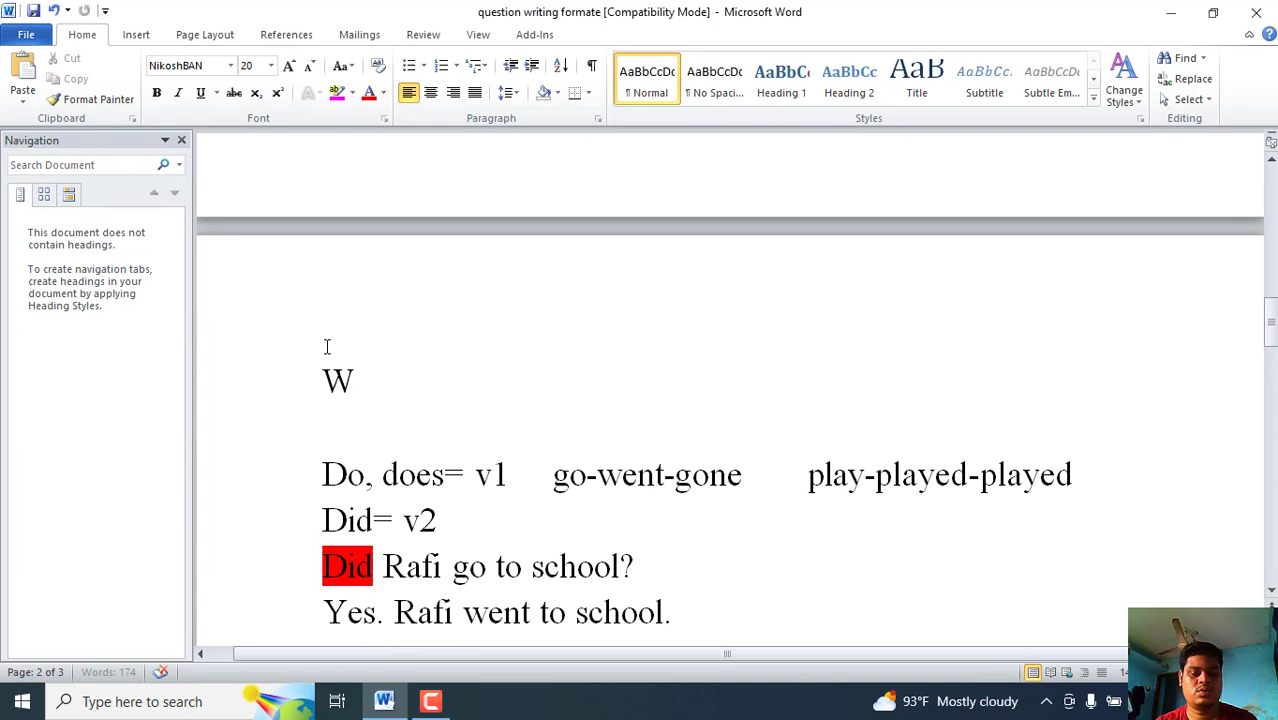 question writing formate [Compatibility Mode] - Microsoft Word
File Home Insert Page Layout References Mailings Review View Add-Ins
Paste
Cut
Copy
Format Painter
Clipboard
NikoshBAN 20
Font
Paragraph
AaBbCcDc AaBbCcDc AaBbCc AaBbCc AaB AaBbCcDc AaBbCcDc
¶ Normal ¶ No Spaci... Heading 1 Heading 2 Title Subtitle Subtle Em...
Change Styles
Styles
Find
Replace
Select
Editing
Navigation
Search Document
This document does not
contain headings.
To create navigation tabs,
create headings in your
document by applying
Heading Styles.
W
Do, does= v1 go-went-gone play-played-played
Did= v2
Did Rafi go to school?
Yes. Rafi went to school.
Page: 2 of 3 Words: 174
Type here to search
93°F Mostly cloudy